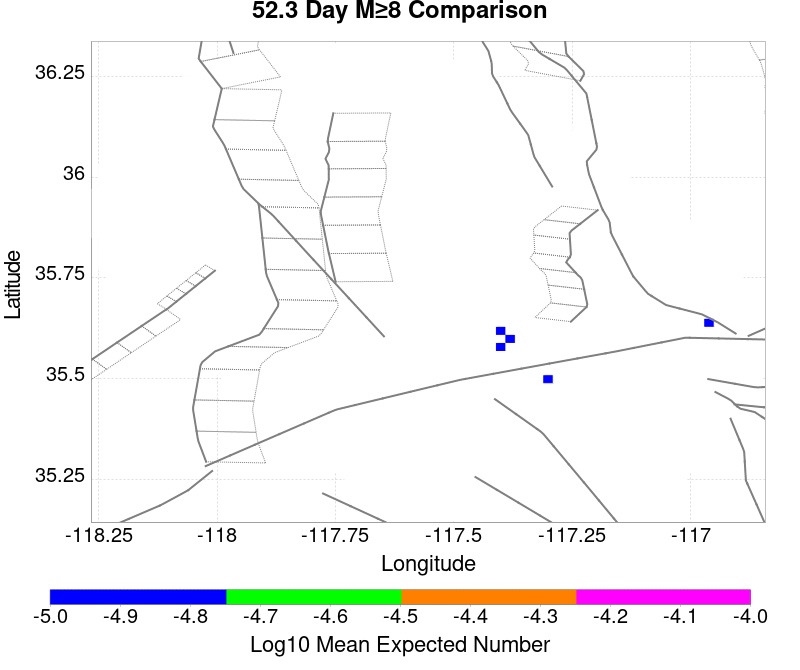 52.3 Day M≥8 Comparison
36.25
36
35.75
35.5
35.25
Latitude
-118.25 -118 -117.75 -117.5 -117.25 -117
Longitude
-5.0 -4.9 -4.8 -4.7 -4.6 -4.5 -4.4 -4.3 -4.2 -4.1 -4.0
Log10 Mean Expected Number